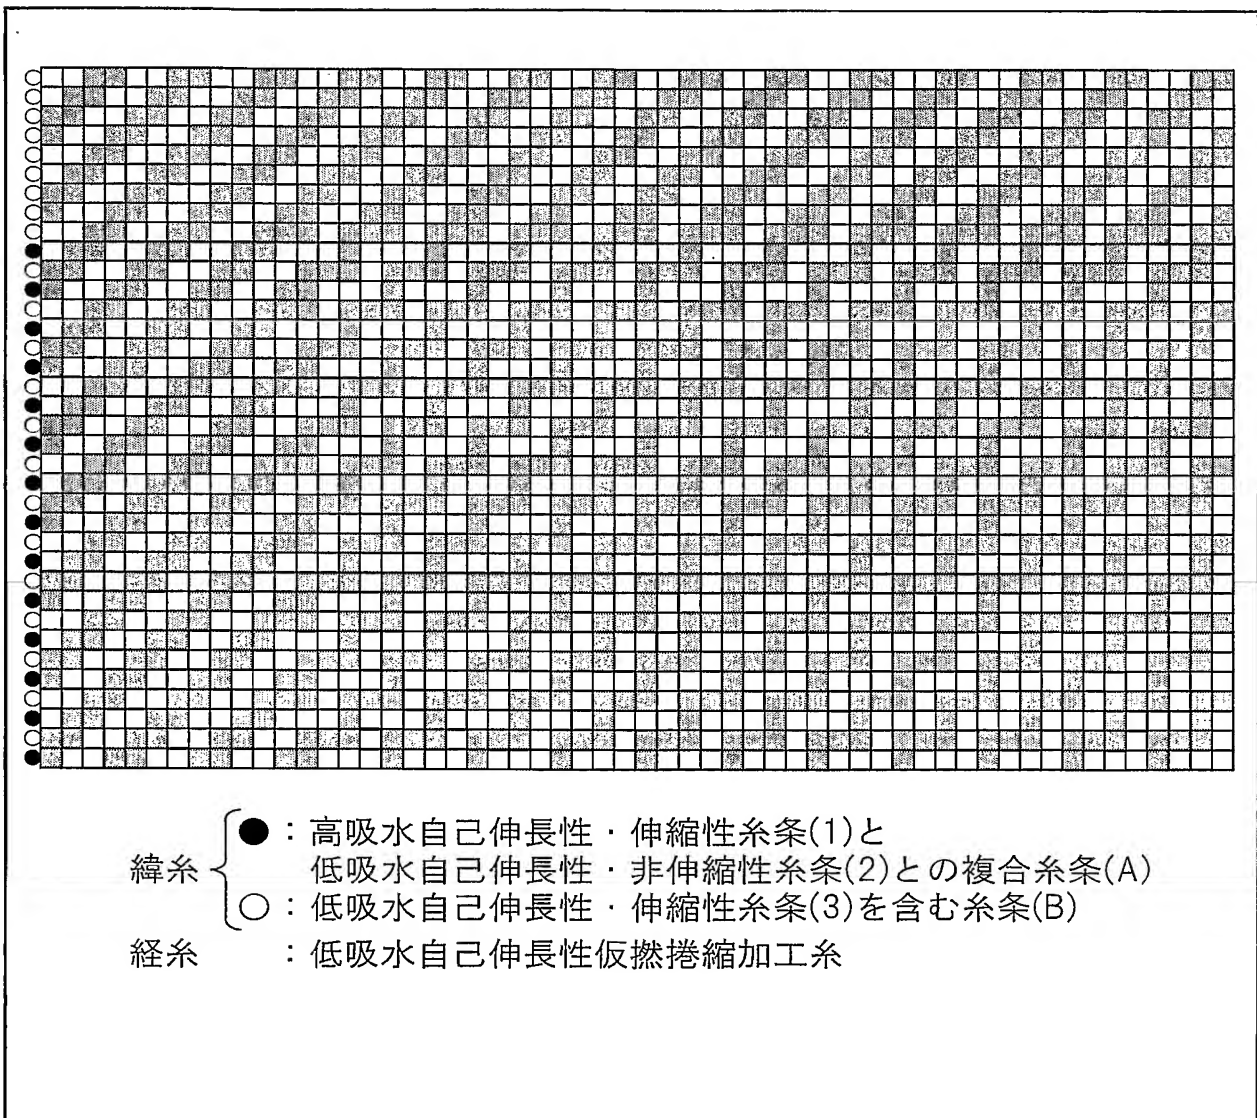 ● : 高吸水自己伸長性・伸縮性糸条(1)と
緯糸 低吸水自己伸長性・非伸縮性糸条(2)との複合糸条(A)
○ : 低吸水自己伸長性・伸縮性糸条(3)を含む糸条(B)
経糸 : 低吸水自己伸長性仮撚捲縮加工糸